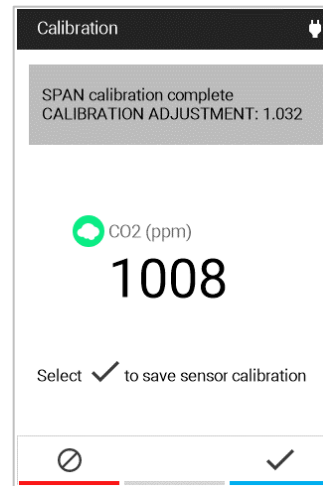 Calibration
SPAN calibration complete
CALIBRATION ADJUSTMENT: 1.032
CO2 (ppm)
1008
Select ✓ to save sensor calibration